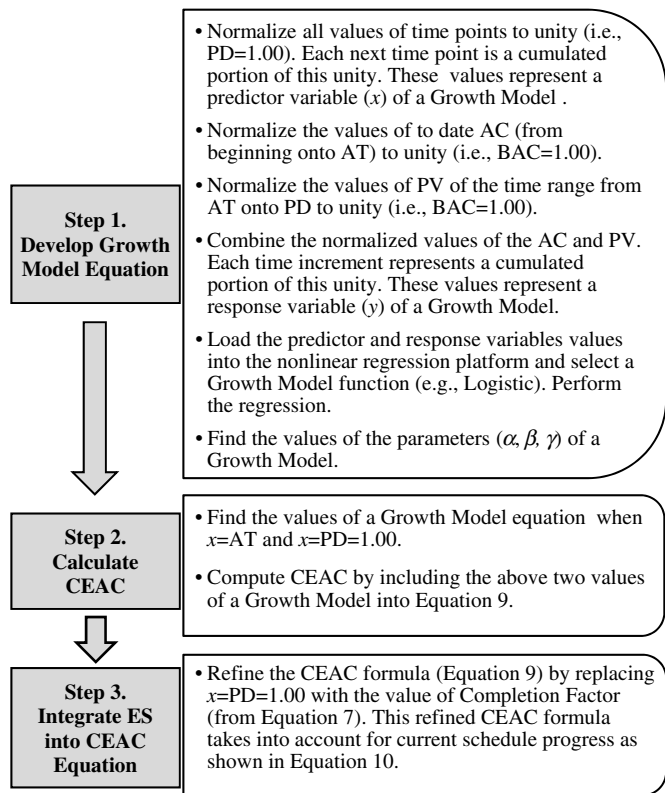 • Normalize all values of time points to unity (i.e.,
PD=1.00). Each next time point is a cumulated
portion of this unity. These values represent a
predictor variable (x) of a Growth Model .
• Normalize the values of to date AC (from
beginning onto AT) to unity (i.e., BAC=1.00).
• Normalize the values of PV of the time range from
AT onto PD to unity (i.e., BAC=1.00).
• Combine the normalized values of the AC and PV.
Each time increment represents a cumulated
portion of this unity. These values represent a
response variable (y) of a Growth Model.
• Load the predictor and response variables values
into the nonlinear regression platform and select a
Growth Model function (e.g., Logistic). Perform
the regression.
• Find the values of the parameters (α, β, γ) of a
Growth Model.
Step 1.
Develop Growth
Model Equation
• Find the values of a Growth Model equation when
x=AT and x=PD=1.00.
• Compute CEAC by including the above two values
of a Growth Model into Equation 9.
Step 2.
Calculate
CEAC
• Refine the CEAC formula (Equation 9) by replacing
x=PD=1.00 with the value of Completion Factor
(from Equation 7). This refined CEAC formula
takes into account for current schedule progress as
shown in Equation 10.
Step 3.
Integrate ES
into CEAC
Equation